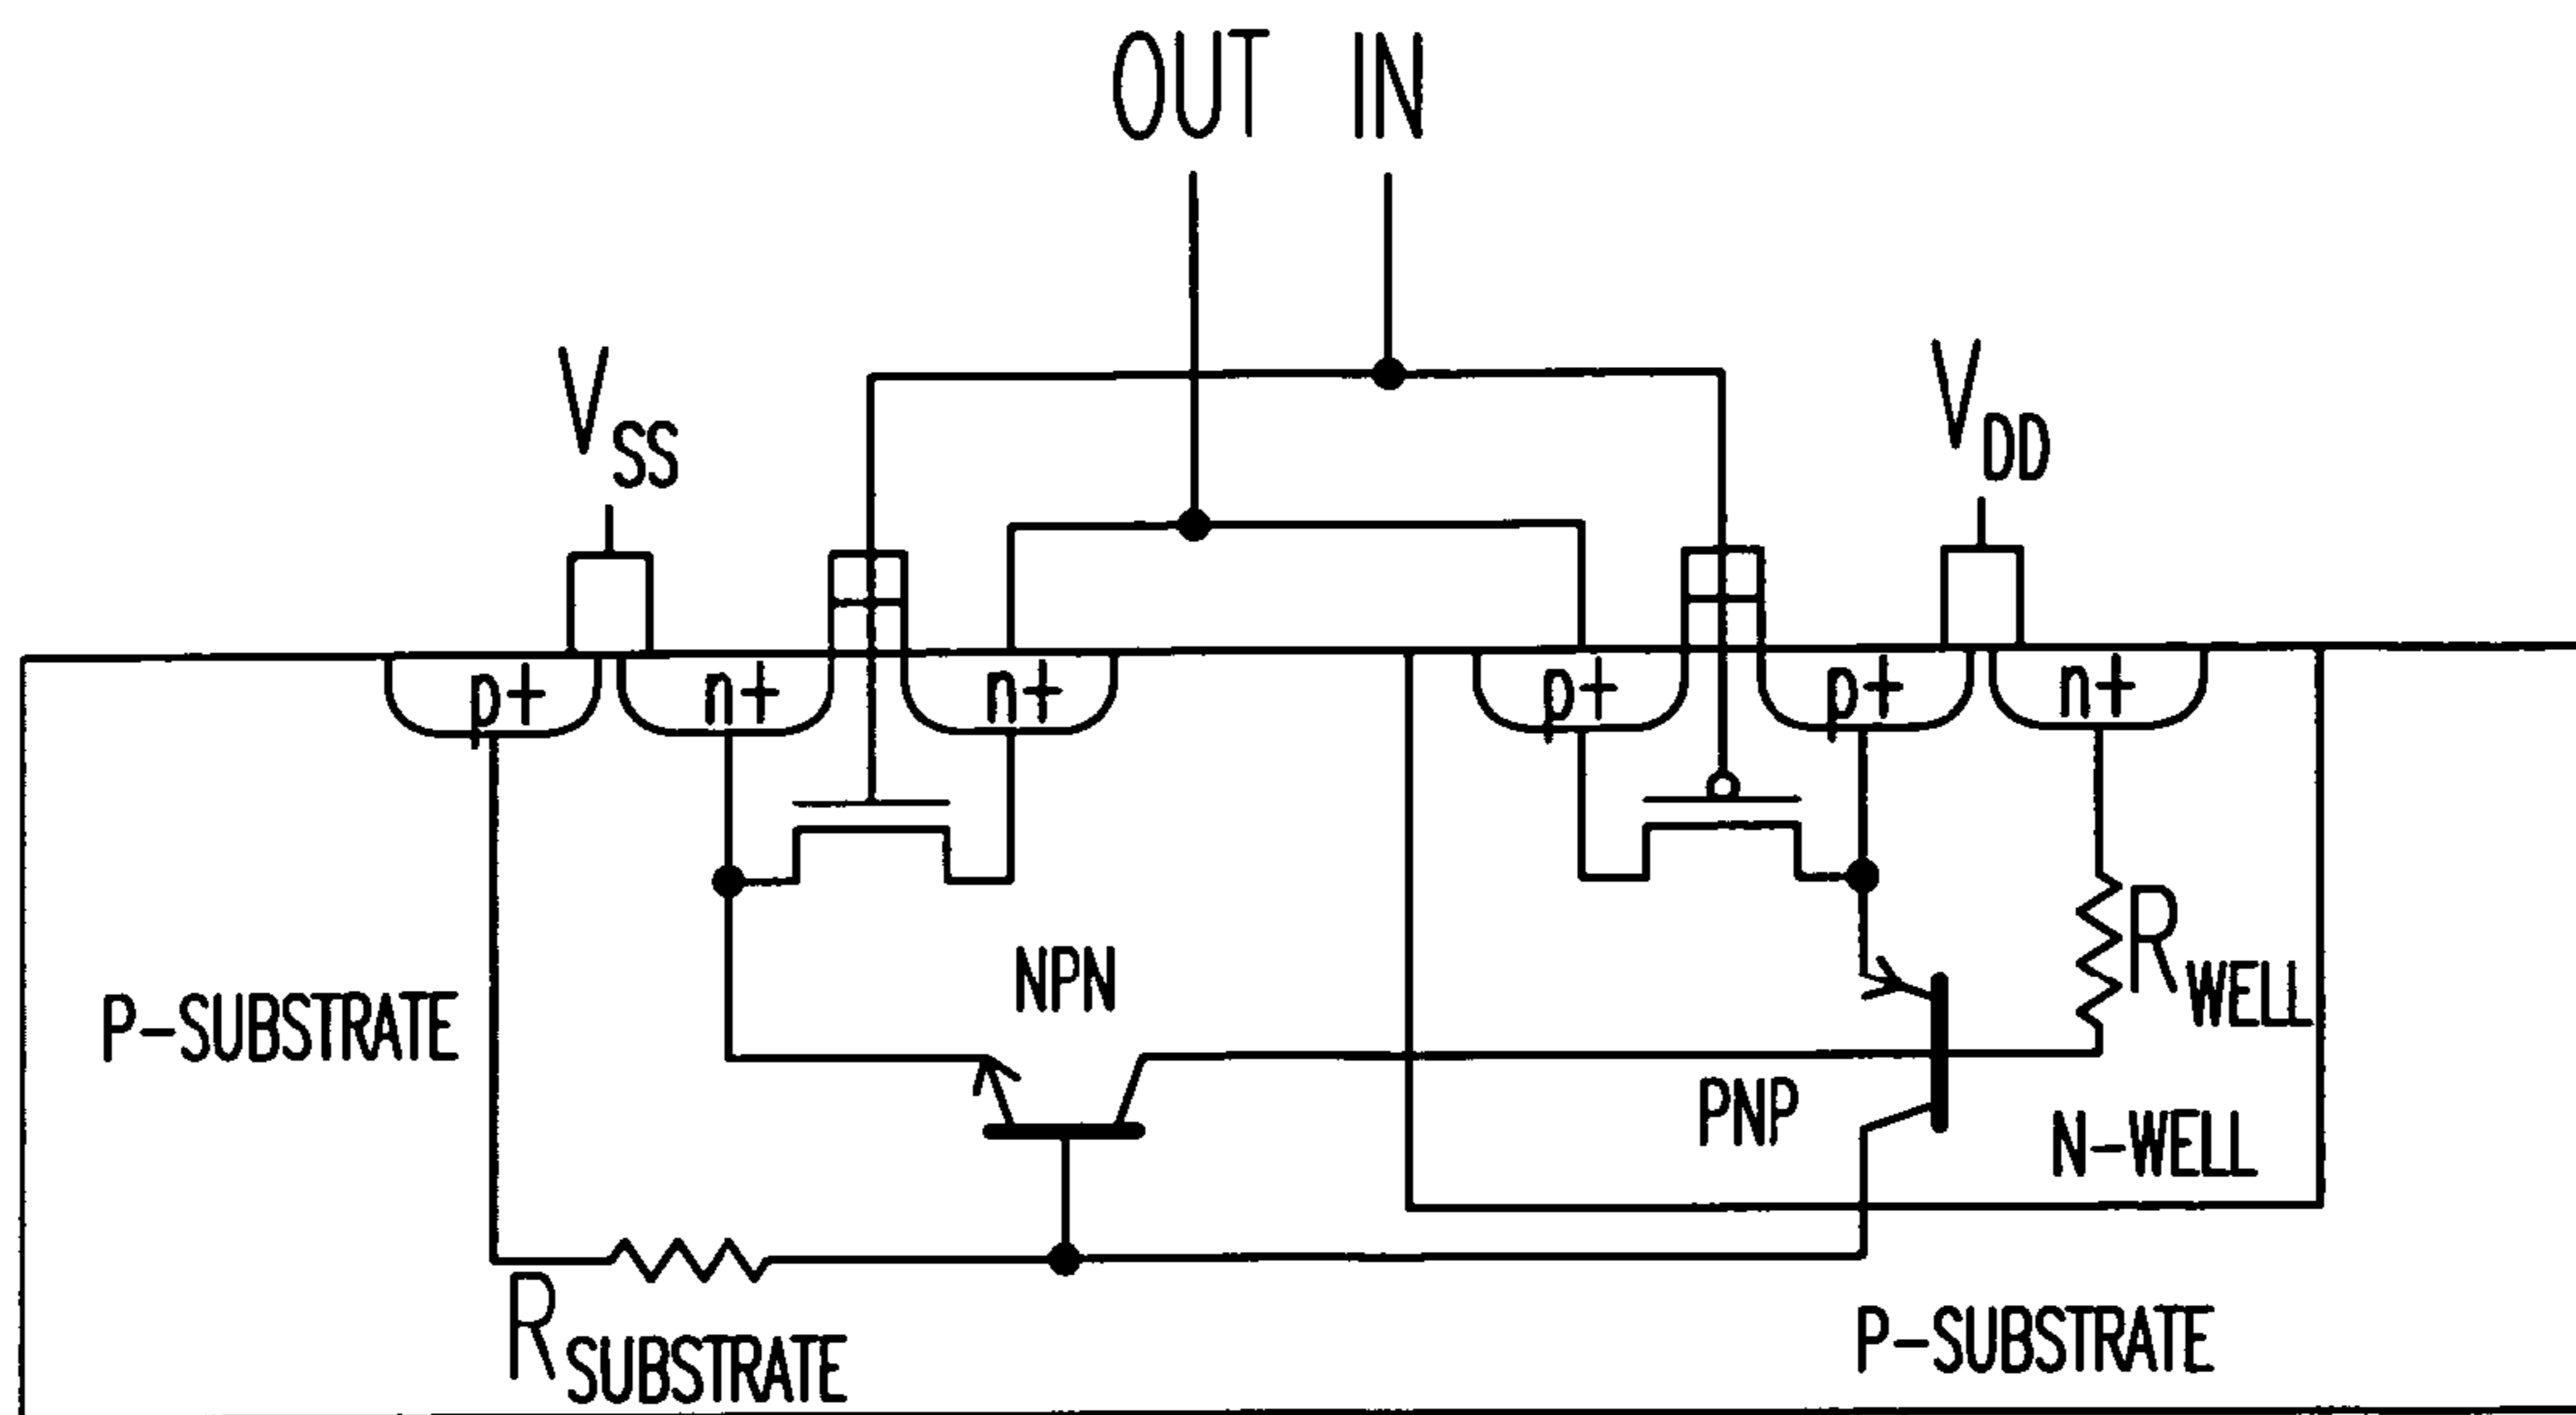 OUT IN
V_SS
V_DD
p+ n+ n+ p+ p+ n+
R_WELL
NPN
P-SUBSTRATE
PNP
N-WELL
R_SUBSTRATE
P-SUBSTRATE